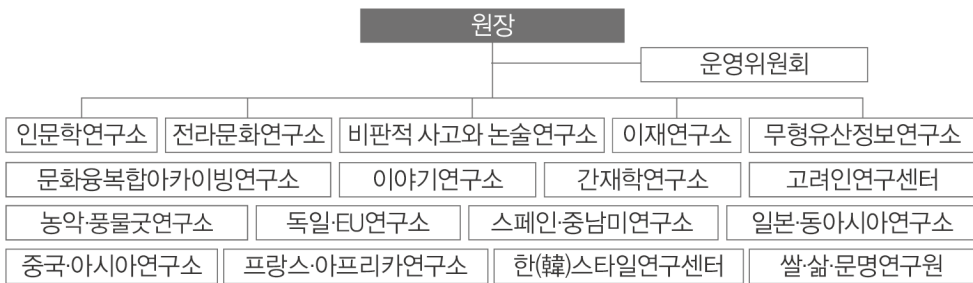 원장
운영위원회
인문학연구소 전라문화연구소 비판적 사고와 논술연구소 이재연구소 무형유산정보연구소
문화융복합아카이빙연구소 이야기연구소 간재학연구소 고려인연구센터
농악·풍물굿연구소 독일·EU연구소 스페인·중남미연구소 일본·동아시아연구소
중국·아시아연구소 프랑스·아프리카연구소 한(韓)스타일연구센터 쌀·삶·문명연구원